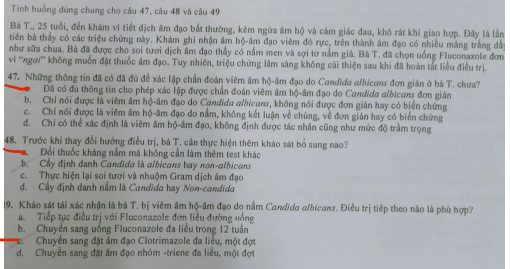 Tình huống dùng chung cho câu 47, câu 48 và câu 49
Bà T., 25 tuổi, đến khám vì tiết dịch âm đạo bất thường, kèm ngứa âm hộ và cảm giác đau, khô rát khi giao hợp. Đây là lần
tiên bà thấy có các triệu chứng này. Khám ghi nhận âm hộ-âm đạo viêm đỏ rực, trên thành âm đạo có nhiều mảng trắng
như sữa chua. Bà đã được cho soi tươi dịch âm đạo thấy có nấm men và sợi tơ nấm giả. Bà T. đã chọn uống Fluconazole đơn
vì "ngại" không muốn đặt thuốc âm đạo. Tuy nhiên, triệu chứng lâm sàng không cải thiện sau khi đã hoàn tất liều điều trị.
47. Những thông tin đã có đã đủ để xác lập chẩn đoán viêm âm hộ-âm đạo do Candida albicans đơn giản ở bà T. chưa?
a. Đã có đủ thông tin cho phép xác lập được chẩn đoán viêm âm hộ-âm đạo do Candida albicans đơn giản
b. Chỉ nói được là viêm âm hộ-âm đạo do Candida albicans, không nói được đơn giản hay có biến chứng
c. Chỉ nói được là viêm âm hộ-âm đạo do nấm, không kết luận về chủng, về đơn giản hay có biến chứng
d. Chỉ có thể xác định là viêm âm hộ-âm đạo, không định được tác nhân cũng như mức độ trầm trọng
48. Trước khi thay đổi hướng điều trị, bà T. cần thực hiện thêm khảo sát bổ sung nào?
a. Đổi thuốc kháng nấm mà không cần làm thêm test khác
b. Cấy định danh Candida là albicans hay non-albicans
c. Thực hiện lại soi tươi và nhuộm Gram dịch âm đạo
d. Cấy định danh nấm là Candida hay Non-candida
49. Khảo sát tái xác nhận là bà T. bị viêm âm hộ-âm đạo do nấm Candida albicans. Điều trị tiếp theo nào là phù hợp?
a. Tiếp tục điều trị với Fluconazole đơn liều đường uống
b. Chuyển sang uống Fluconazole đa liều trong 12 tuần
c. Chuyển sang đặt âm đạo Clotrimazole đa liều, một đợt
d. Chuyển sang đặt âm đạo nhóm -triene đa liều, một đợt